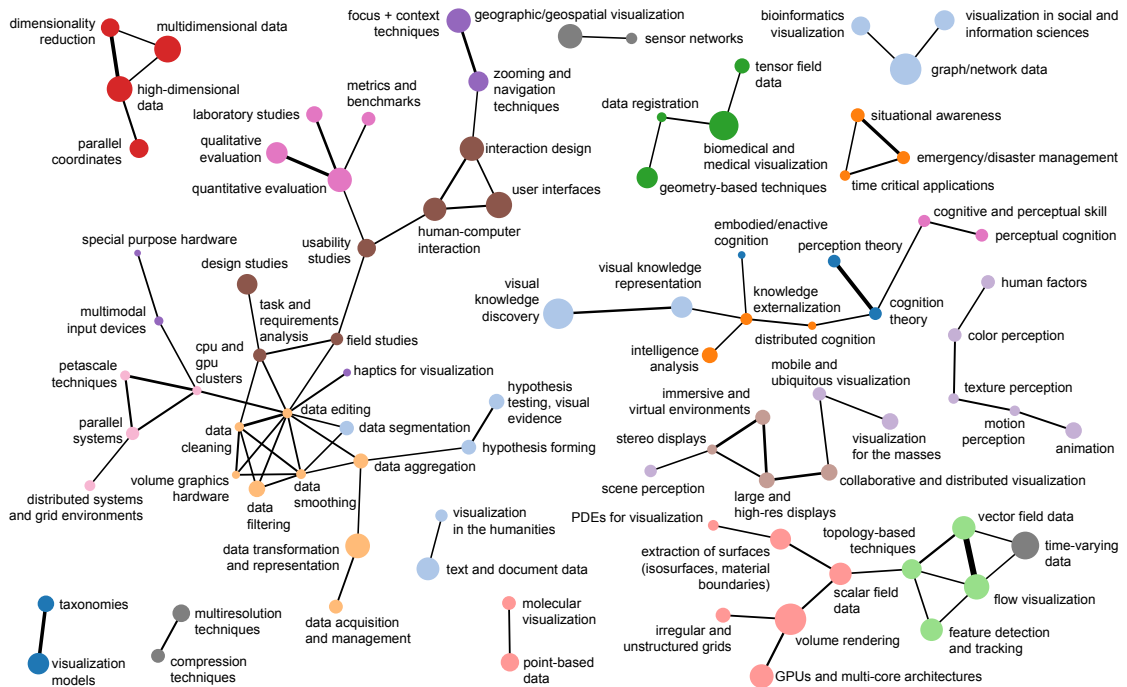 dimensionality
reduction
multidimensional data
high-dimensional
data
parallel
coordinates
focus + context
techniques
geographic/geospatial visualization
sensor networks
zooming and
navigation
techniques
bioinformatics
visualization
visualization in social and
information sciences
graph/network data
tensor field
data
data registration
biomedical and
medical visualization
geometry-based techniques
situational awareness
emergency/disaster management
time critical applications
metrics and
benchmarks
laboratory studies
qualitative
evaluation
quantitative evaluation
interaction design
user interfaces
human-computer
interaction
usability
studies
special purpose hardware
design studies
task and
requirements
analysis
field studies
multimodal
input devices
cpu and
gpu
clusters
petascale
techniques
parallel
systems
distributed systems
and grid environments
haptics for visualization
data editing
data
cleaning
data segmentation
hypothesis
testing, visual
evidence
hypothesis forming
data aggregation
volume graphics
hardware
data
filtering
data
smoothing
data transformation
and representation
data acquisition
and management
visualization
in the humanities
text and document data
embodied/enactive
cognition
perception theory
cognitive and perceptual skill
perceptual cognition
visual
knowledge
discovery
visual knowledge
representation
knowledge
externalization
cognition
theory
distributed cognition
intelligence
analysis
human factors
color perception
texture perception
motion
perception
animation
mobile and
ubiquitous visualization
immersive and
virtual environments
visualization
for the masses
stereo displays
scene perception
large and
high-res displays
collaborative and distributed visualization
PDEs for visualization
extraction of surfaces
(isosurfaces, material
boundaries)
topology-based
techniques
vector field data
time-varying
data
scalar field
data
flow visualization
feature detection
and tracking
irregular and
unstructured grids
volume rendering
GPUs and multi-core architectures
taxonomies
visualization
models
multiresolution
techniques
compression
techniques
molecular
visualization
point-based
data